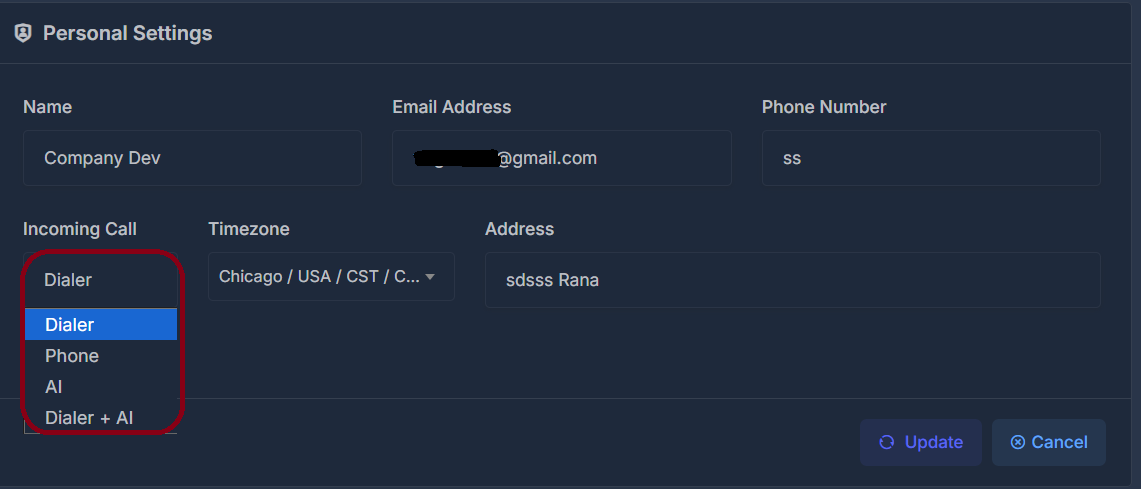 Personal Settings
Name
Email Address
Phone Number
Company Dev
@gmail.com
ss
Incoming Call
Timezone
Address
Dialer
Chicago / USA / CST / C...
sdsss Rana
Dialer
Phone
AI
Dialer + AI
Update
Cancel